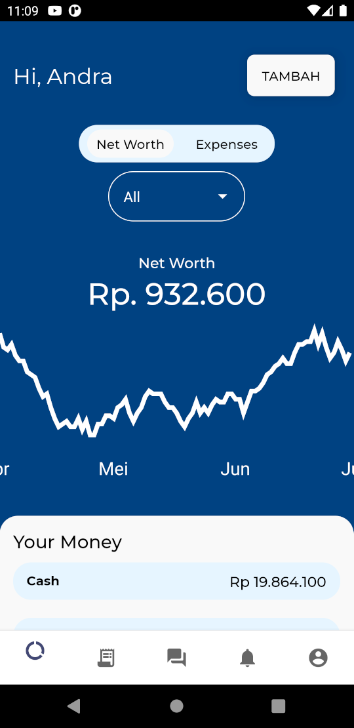 11:09
Hi, Andra
TAMBAH
Net Worth
Expenses
All
Net Worth
Rp. 932.600
Mei
Jun
Your Money
Cash
Rp 19.864.100